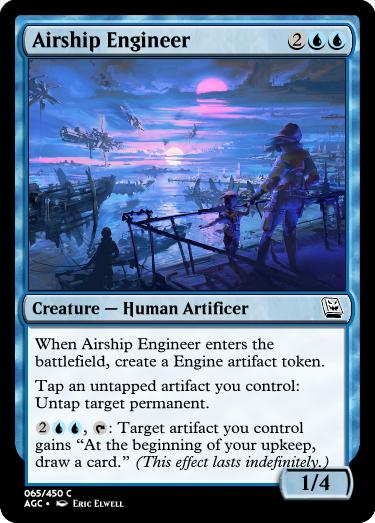 Airship Engineer 2
Creature — Human Artificer
When Airship Engineer enters the
battlefield, create a Engine artifact token.
Tap an untapped artifact you control:
Untap target permanent.
2, : Target artifact you control
gains “At the beginning of your upkeep,
draw a card.” (This effect lasts indefinitely.)
1/4
065/450 C
AGC • Eric Elwell